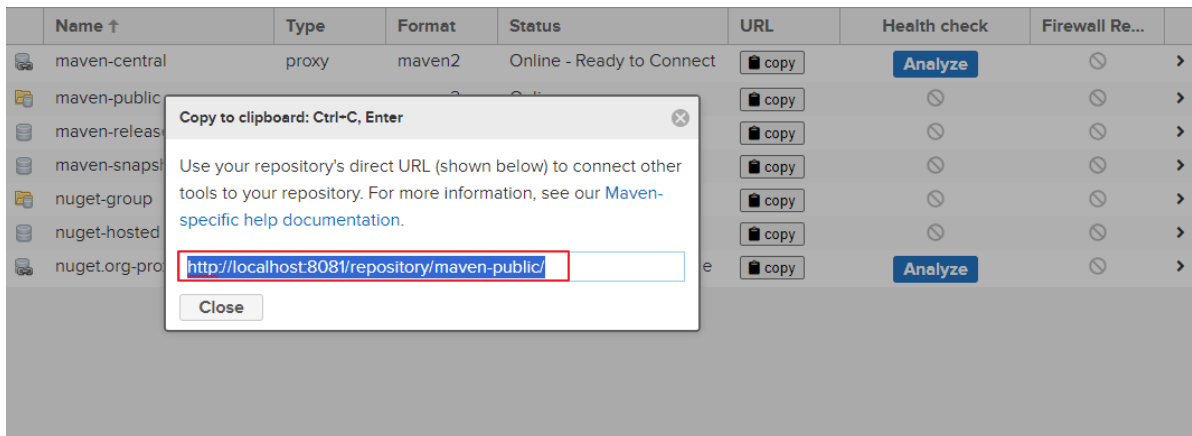 Name ↑ Type Format Status URL Health check Firewall Re...
maven-central proxy maven2 Online - Ready to Connect copy Analyze
maven-public copy
maven-releas copy
maven-snapsh copy
nuget-group copy
nuget-hosted copy
nuget.org-pro e copy Analyze
Copy to clipboard: Ctrl+C, Enter
Use your repository's direct URL (shown below) to connect other
tools to your repository. For more information, see our Maven-
specific help documentation.
http://localhost:8081/repository/maven-public/
Close